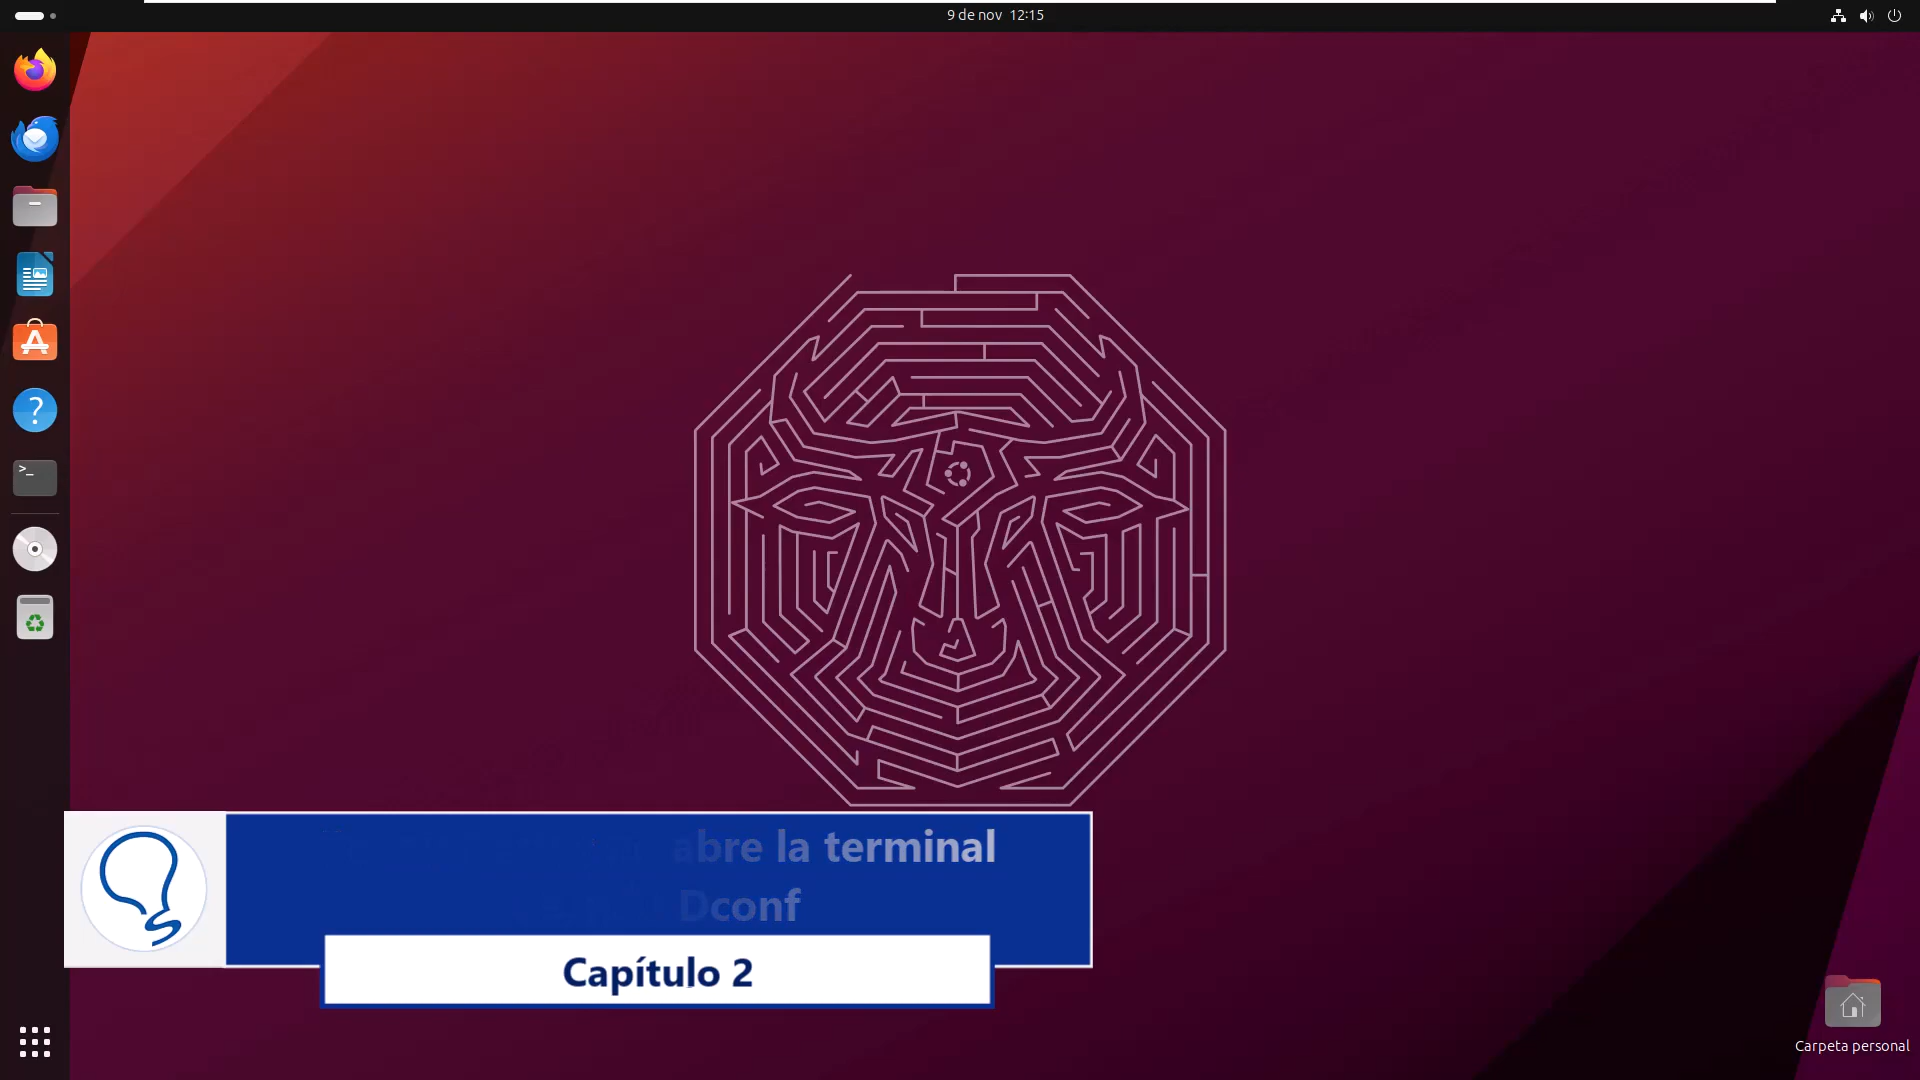 9 de nov 12:15
abre la terminal
Dconf
Capítulo 2
Carpeta personal